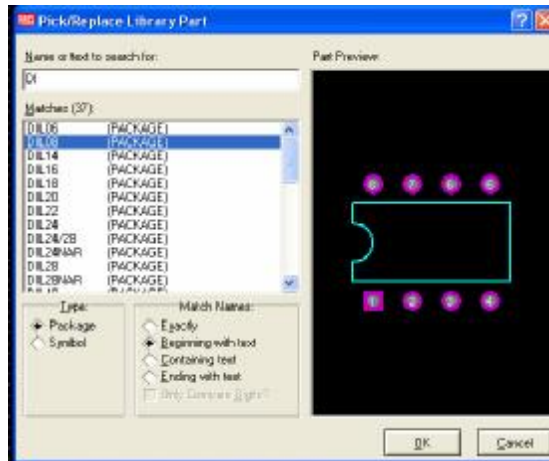 Pick/Replace Library Part
Name or text to search for:
DI
Matches (37):
DIL06 (PACKAGE)
DIL08 (PACKAGE)
DIL14 (PACKAGE)
DIL16 (PACKAGE)
DIL18 (PACKAGE)
DIL20 (PACKAGE)
DIL22 (PACKAGE)
DIL24 (PACKAGE)
DIL24/28 (PACKAGE)
DIL24NAR (PACKAGE)
DIL28 (PACKAGE)
DIL28NAR (PACKAGE)
Type:
Package
Symbol
Match Names:
Exactly
Beginning with text
Containing text
Ending with text
Only Compare Digits?
Part Preview:
8 7 6 5
1 2 3 4
OK
Cancel